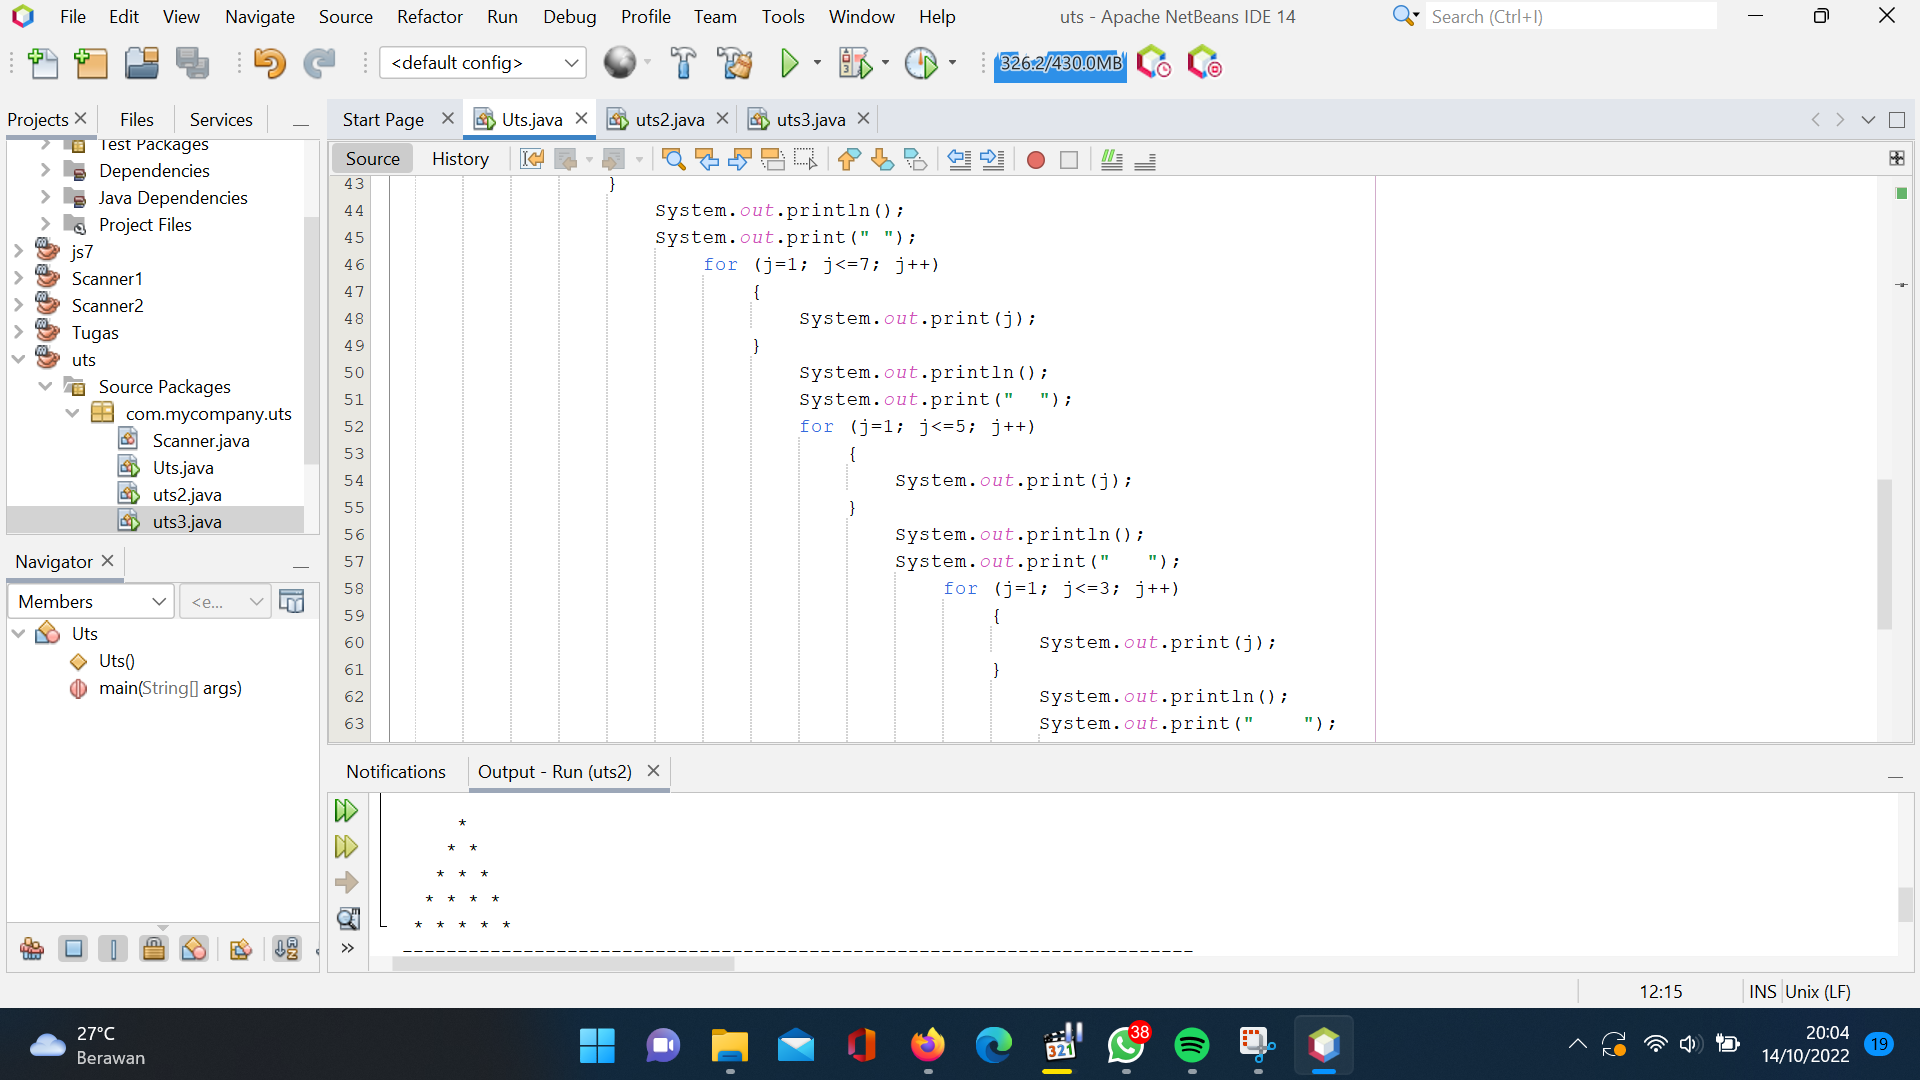 File Edit View Navigate Source Refactor Run Debug Profile Team Tools Window Help
uts - Apache NetBeans IDE 14
Search (Ctrl+I)
<default config>
326.2/430.0MB
Projects Files Services
Test Packages
Dependencies
Java Dependencies
Project Files
js7
Scanner1
Scanner2
Tugas
uts
Source Packages
com.mycompany.uts
Scanner.java
Uts.java
uts2.java
uts3.java
Navigator
Members <e...
Uts
Uts()
main(String[] args)
Start Page Uts.java uts2.java uts3.java
Source History
43 }
44 System.out.println();
45 System.out.print(" ");
46 for (j=1; j<=7; j++)
47 {
48 System.out.print(j);
49 }
50 System.out.println();
51 System.out.print("  ");
52 for (j=1; j<=5; j++)
53 {
54 System.out.print(j);
55 }
56 System.out.println();
57 System.out.print("   ");
58 for (j=1; j<=3; j++)
59 {
60 System.out.print(j);
61 }
62 System.out.println();
63 System.out.print("    ");
Notifications Output - Run (uts2)
*
* *
* * *
* * * *
* * * * *
------------------------------------------------------------------------
12:15 INS Unix (LF)
27°C
Berawan
321
38
20:04
14/10/2022
19